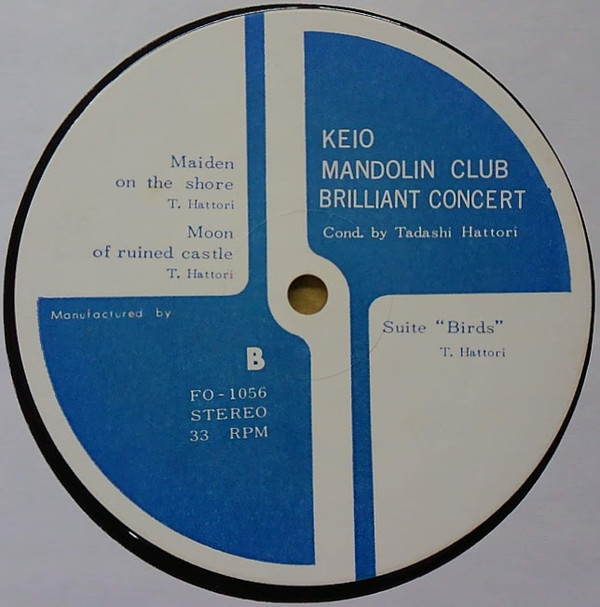 KEIO
MANDOLIN CLUB
BRILLIANT CONCERT
Cond. by Tadashi Hattori
Maiden
on the shore
T. Hattori
Moon
of ruined castle
T. Hattori
Manufactured by
B
FO-1056
STEREO
33 RPM
Suite "Birds"
T. Hattori